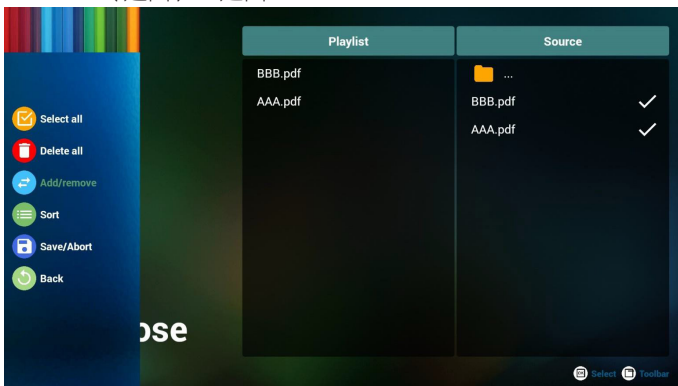 Select all
Delete all
Add/remove
Sort
Save/Abort
Back
ose
Playlist
BBB.pdf
AAA.pdf
Source
...
BBB.pdf
AAA.pdf
OK Select Toolbar